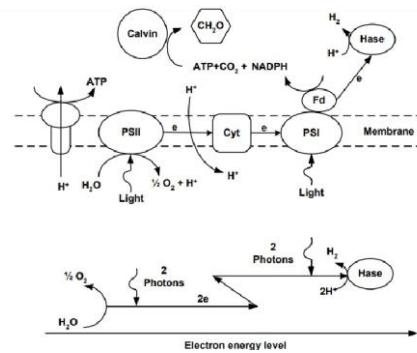 H₂
Hase
H⁺
Calvin
CH₂O
ATP+CO₂ + NADPH
e
Fd
ATP
H⁺
PSII
e
Cyt
e
PSI
Membrane
H⁺
H₂O
½ O₂ + H⁺
H⁺
Light
Light
2
Photons
2
Photons
H₂
Hase
2H⁺
½ O₂
2e
H₂O
Electron energy level